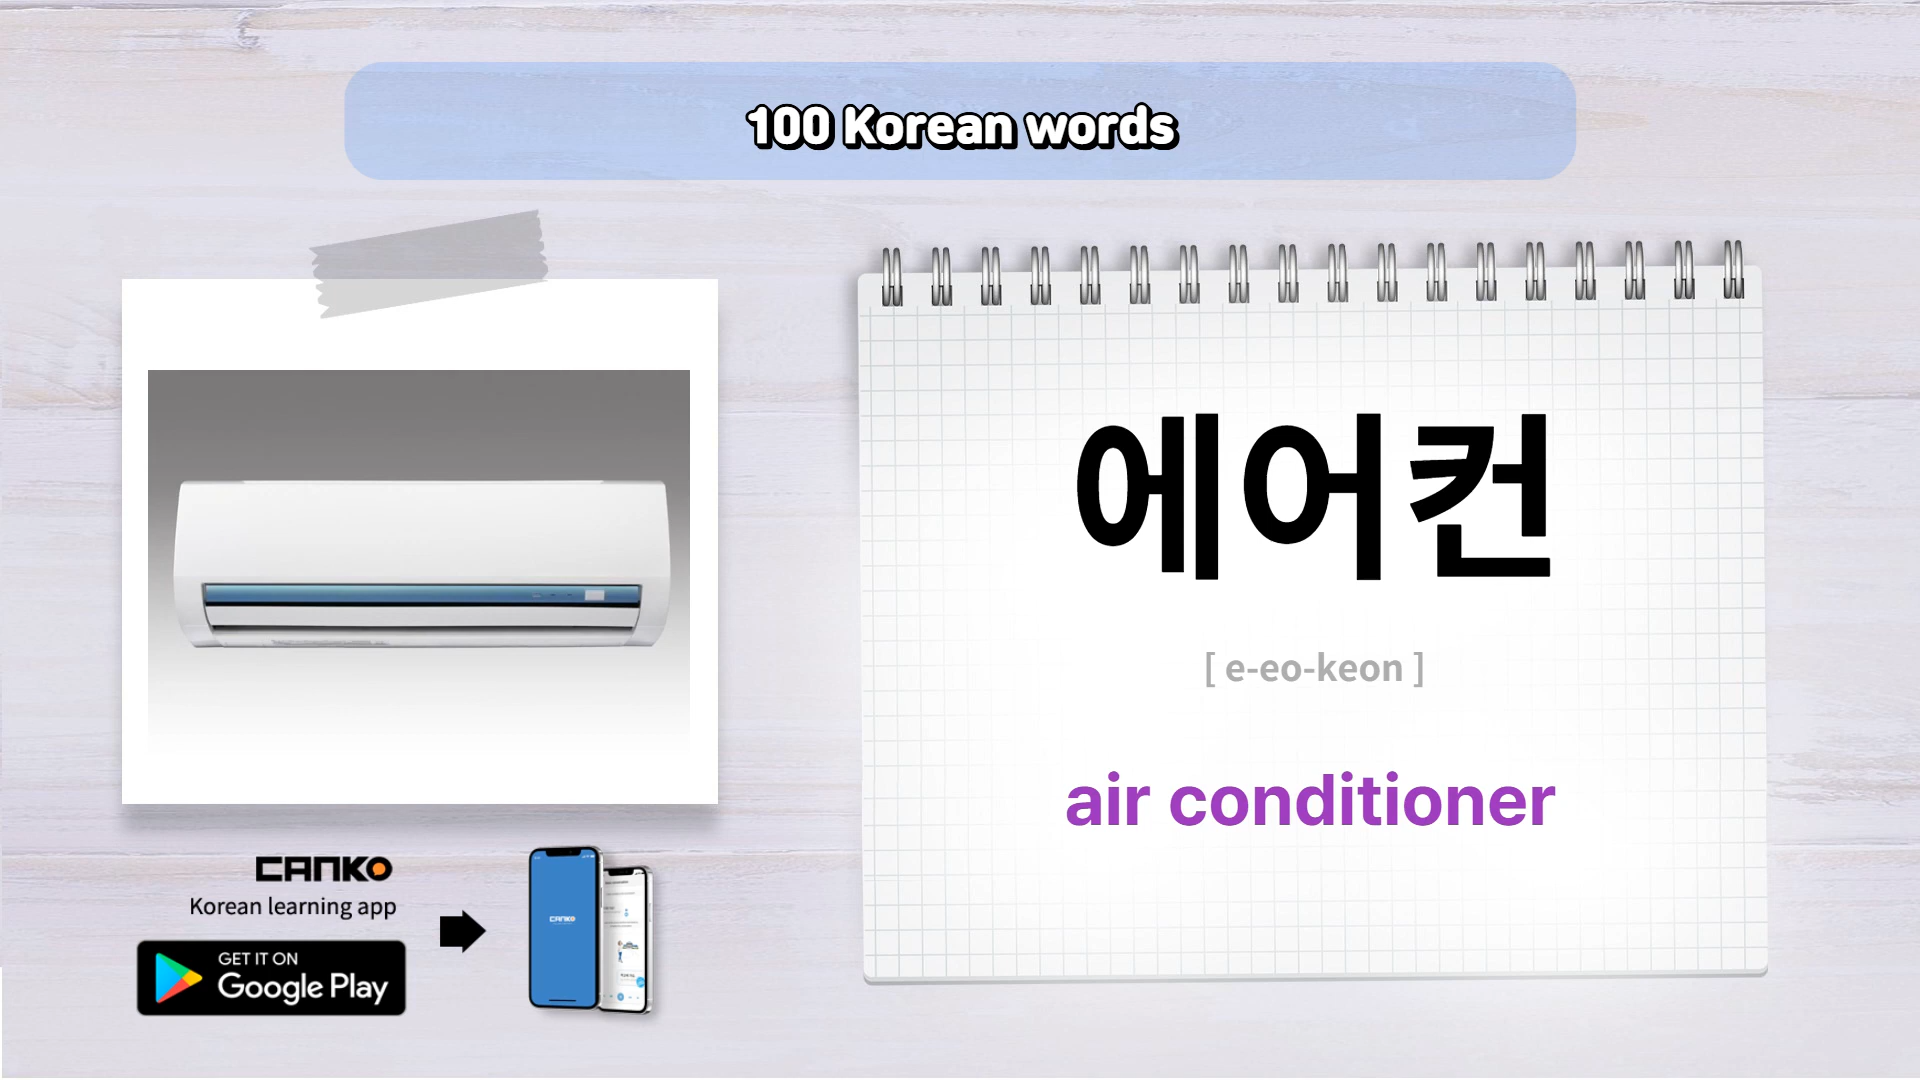 100 Korean words
에어컨
[ e-eo-keon ]
air conditioner
CANKO
Korean learning app
GET IT ON
Google Play
CANKO